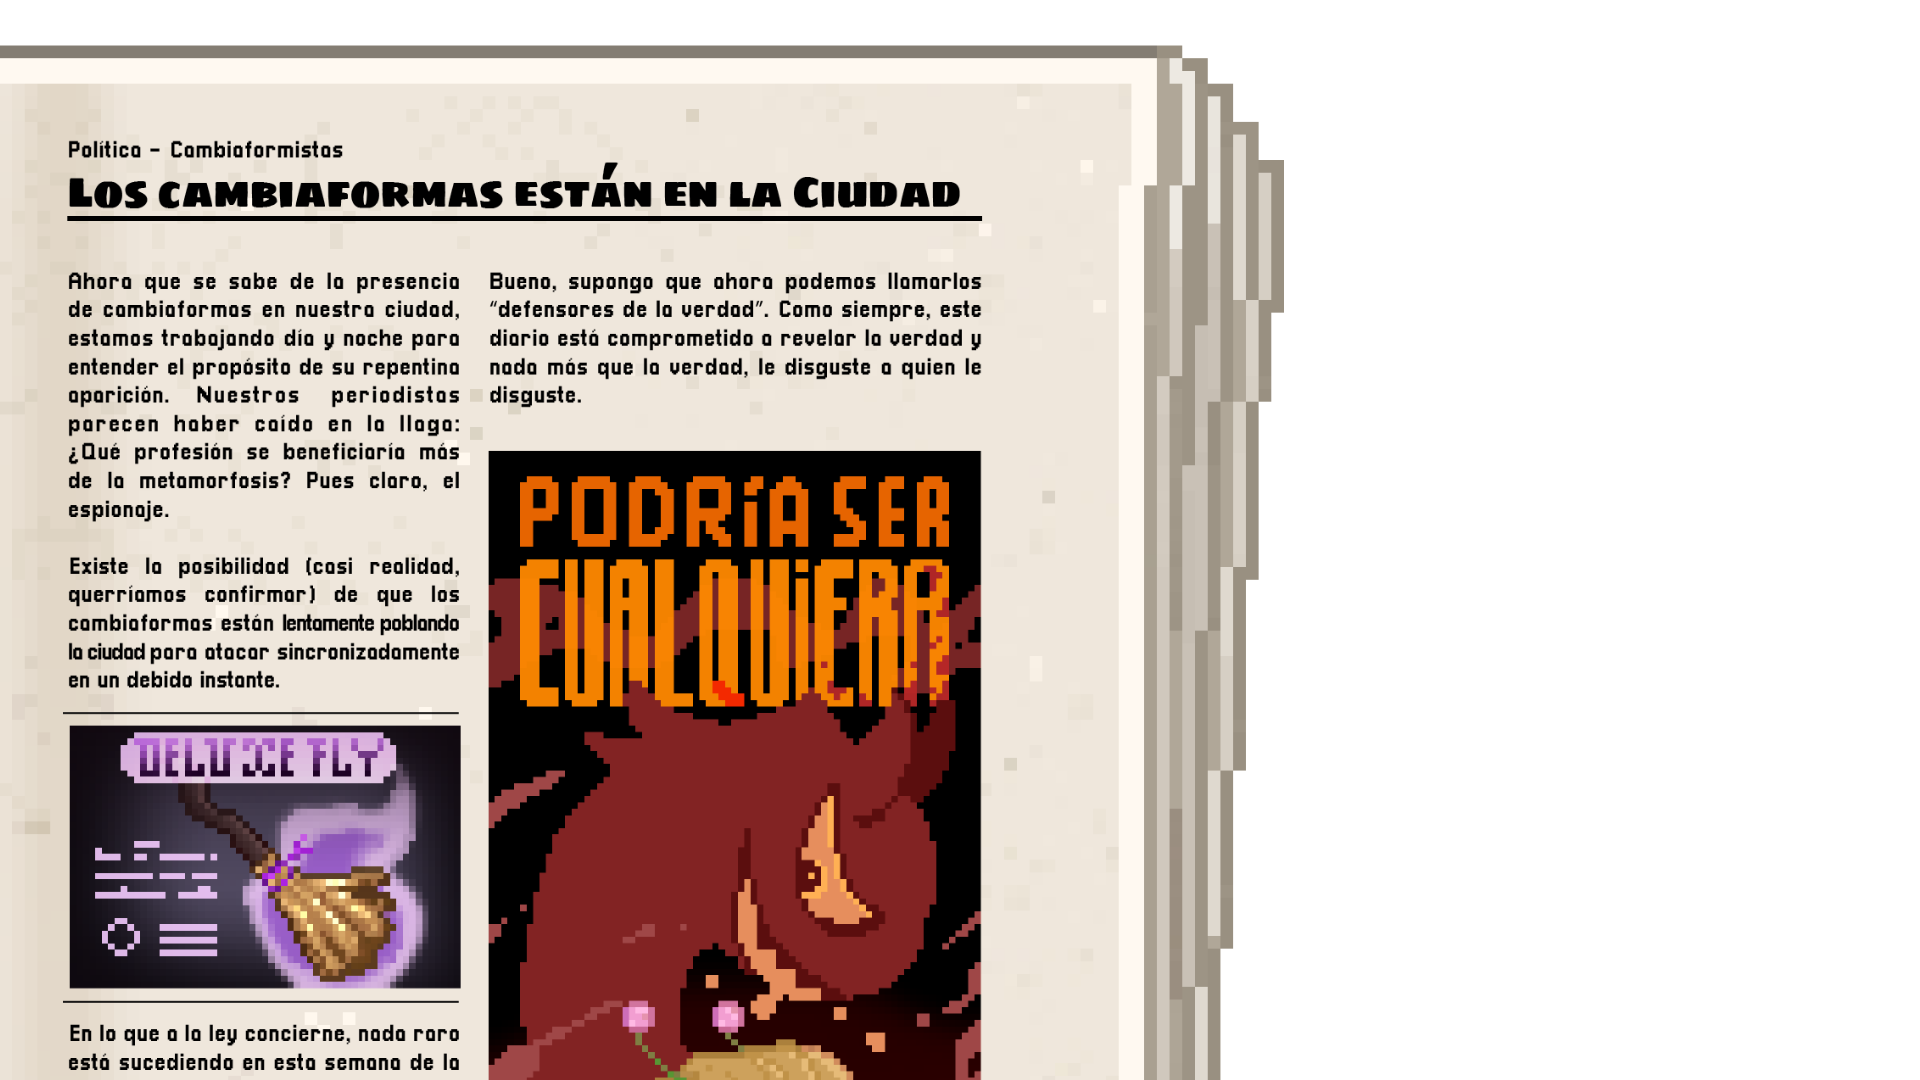 Política - Cambiaformistas
Los cambiaformas están en la Ciudad
Ahora que se sabe de la presencia
de cambiaformas en nuestra ciudad,
estamos trabajando día y noche para
entender el propósito de su repentina
aparición. Nuestros periodistas
parecen haber caído en la llaga:
¿Qué profesión se beneficiaría más
de la metamorfosis? Pues claro, el
espionaje.
Existe la posibilidad (casi realidad,
querríamos confirmar) de que los
cambiaformas están lentamente poblando
la ciudad para atacar sincronizadamente
en un debido instante.
DELUXE FLY
En lo que a la ley concierne, nada raro
está sucediendo en esta semana de la
Bueno, supongo que ahora podemos llamarlos
“defensores de la verdad”. Como siempre, este
diario está comprometido a revelar la verdad y
nada más que la verdad, le disguste a quien le
disguste.
PODRÍA SER
CUALQUIERA